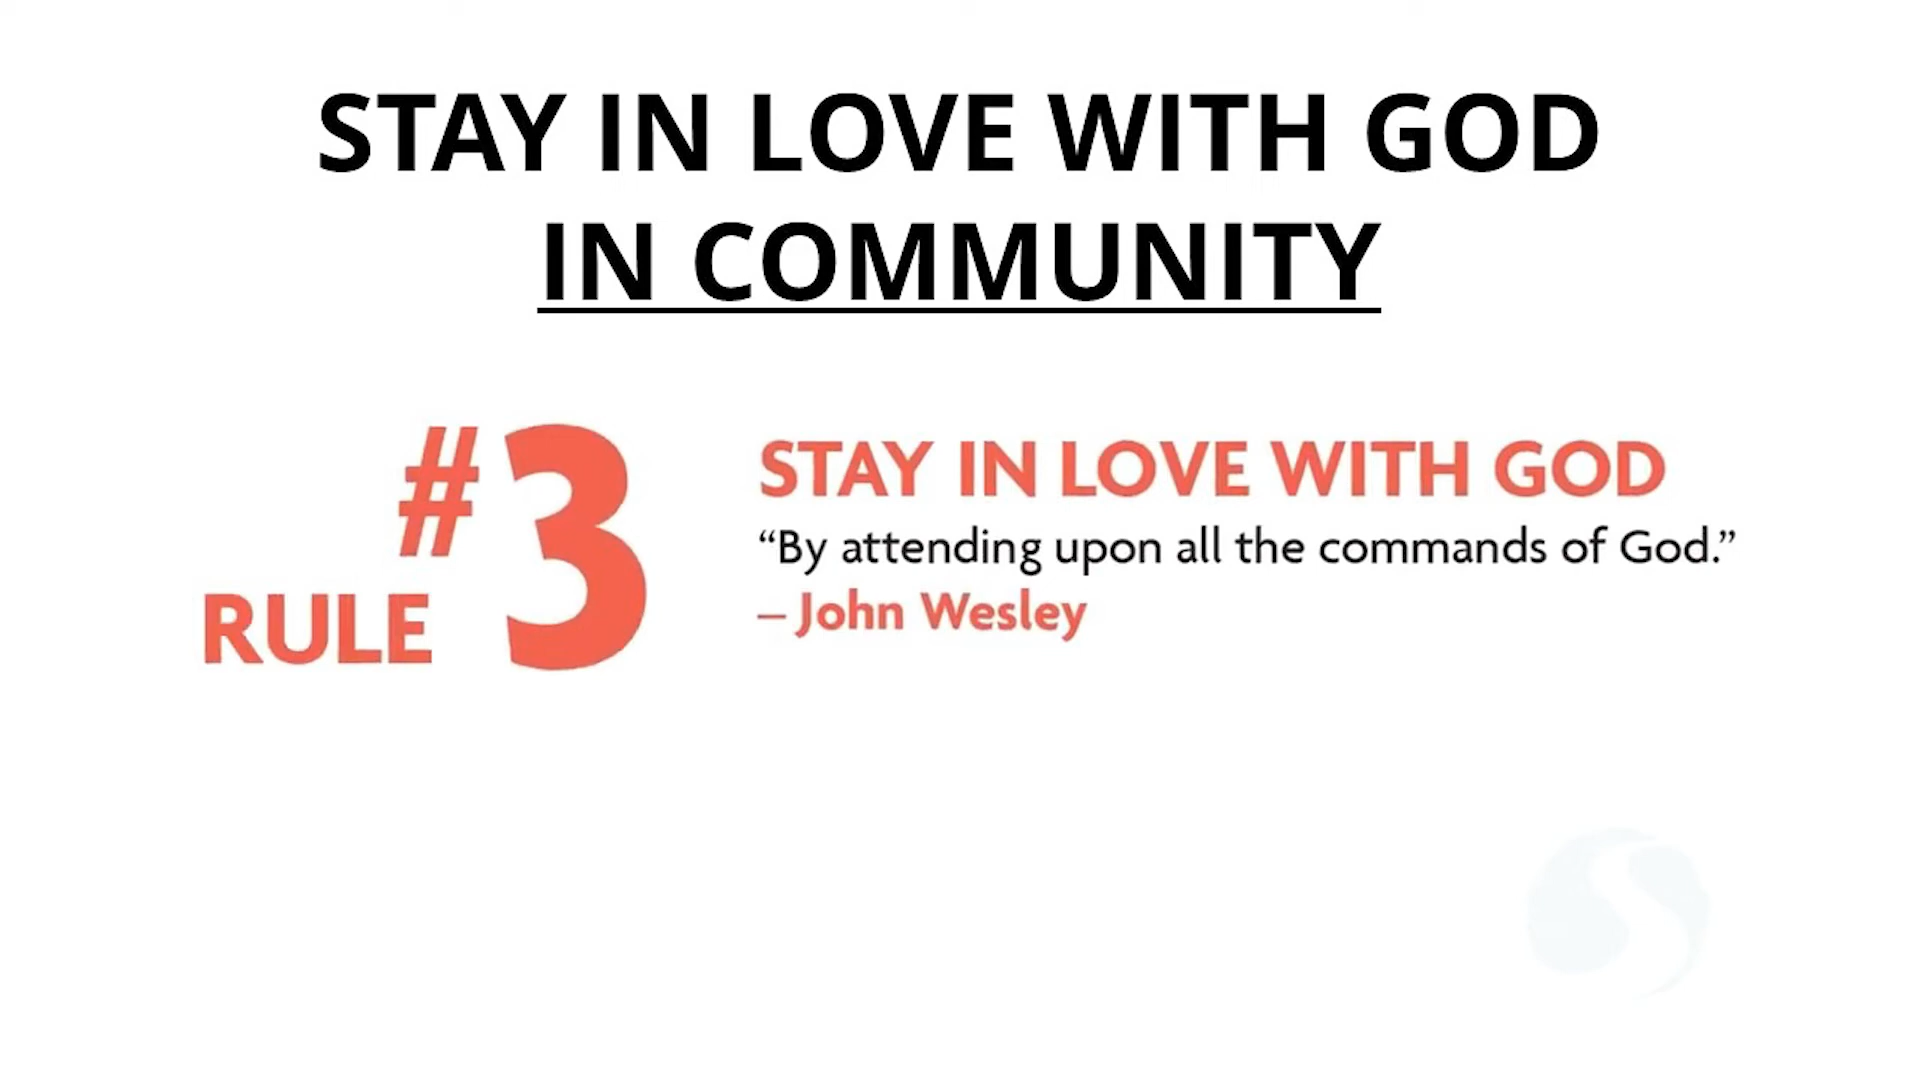 STAY IN LOVE WITH GOD
IN COMMUNITY
RULE #3
STAY IN LOVE WITH GOD
“By attending upon all the commands of God.”
– John Wesley